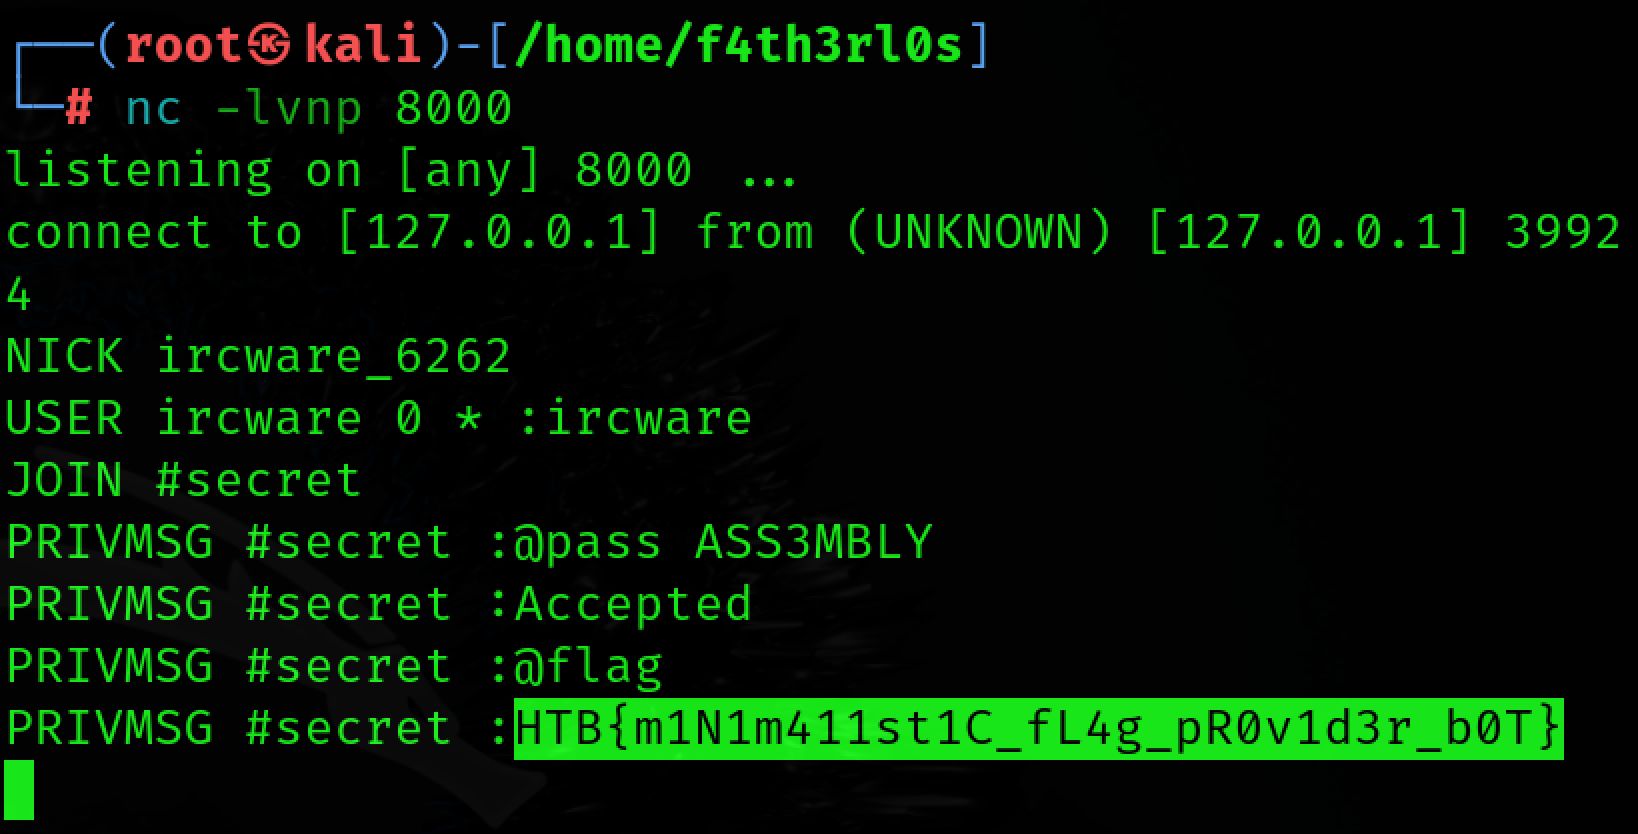 ┌──(root㉿kali)-[/home/f4th3rl0s]
└─# nc -lvnp 8000
listening on [any] 8000 ...
connect to [127.0.0.1] from (UNKNOWN) [127.0.0.1] 3992
4
NICK ircware_6262
USER ircware 0 * :ircware
JOIN #secret
PRIVMSG #secret :@pass ASS3MBLY
PRIVMSG #secret :Accepted
PRIVMSG #secret :@flag
PRIVMSG #secret :HTB{m1N1m411st1C_fL4g_pR0v1d3r_b0T}